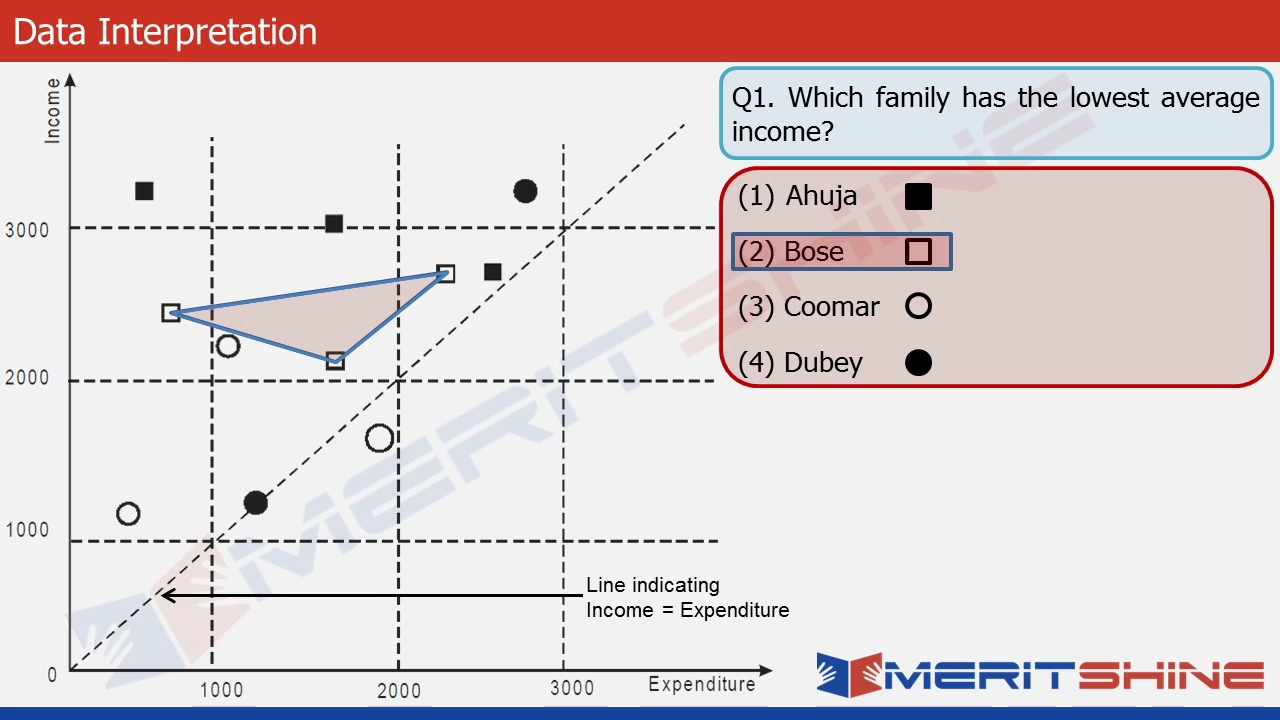 Data Interpretation
Income
3000
2000
1000
0
1000
2000
3000
Expenditure
Line indicating
Income = Expenditure
Q1. Which family has the lowest average
income?
(1) Ahuja
(2) Bose
(3) Coomar
(4) Dubey
MERITSHINE
MERITSHINE